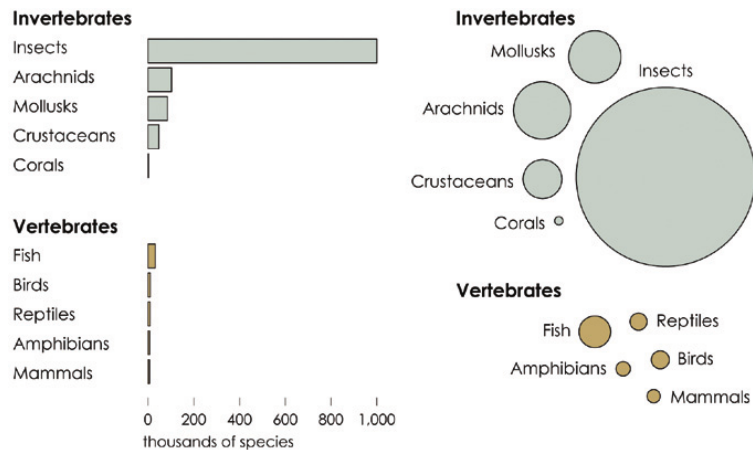 Invertebrates
Insects
Arachnids
Mollusks
Crustaceans
Corals
Vertebrates
Fish
Birds
Reptiles
Amphibians
Mammals
0 200 400 600 800 1,000
thousands of species
Invertebrates
Mollusks
Insects
Arachnids
Crustaceans
Corals
Vertebrates
Fish
Reptiles
Amphibians
Birds
Mammals